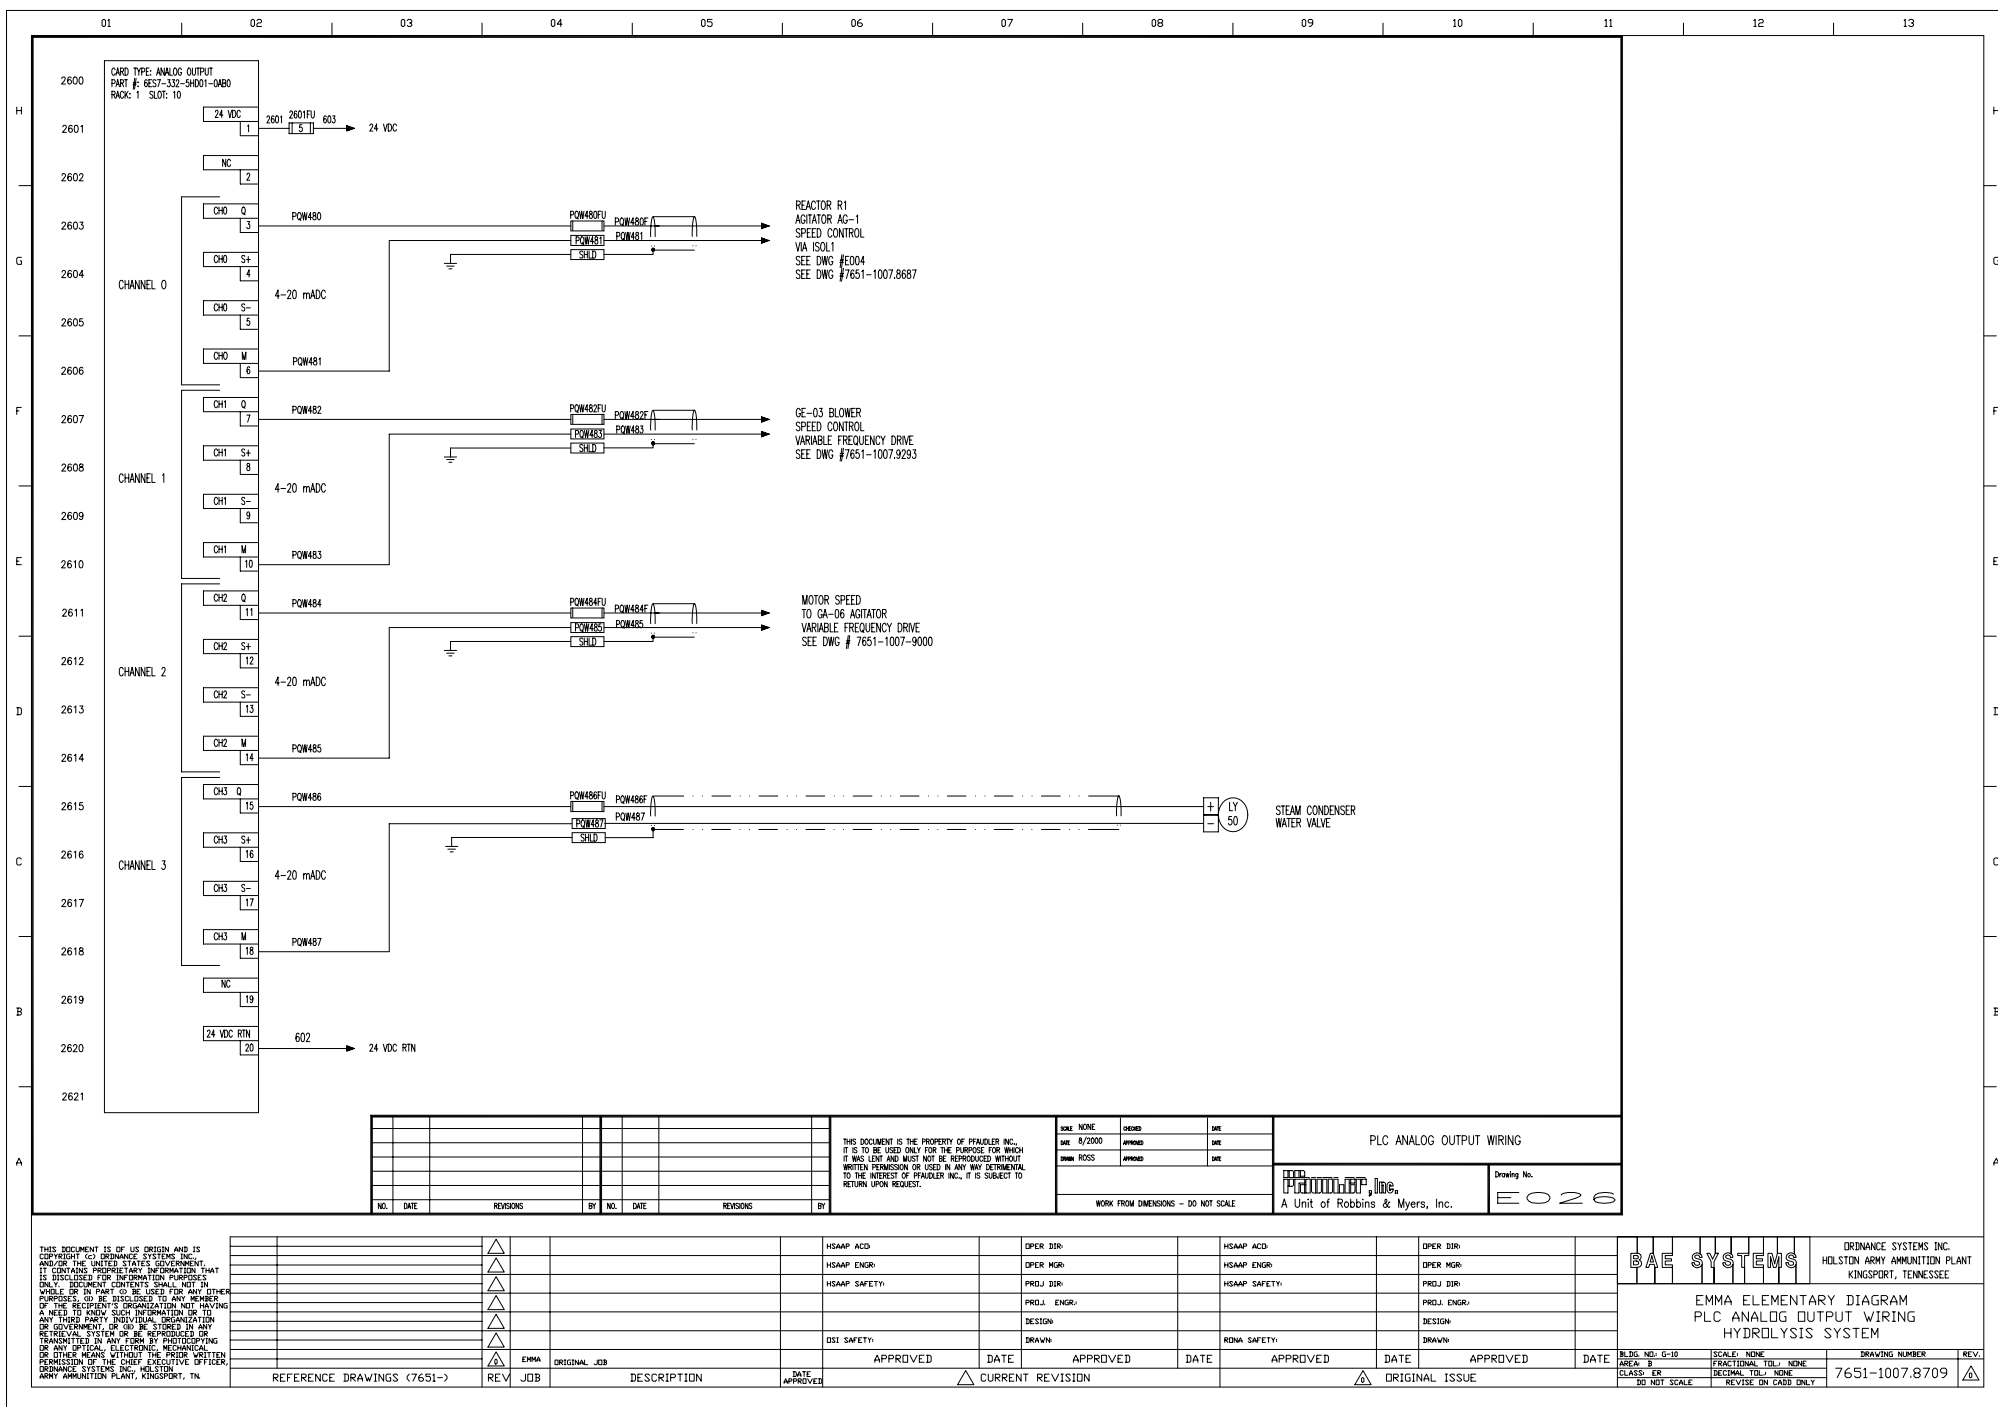 01 02 03 04 05 06 07 08 09 10 11 12 13
H
G
F
E
D
C
B
A
H
G
F
E
D
C
B
A
CARD TYPE: ANALOG OUTPUT
PART #: 6ES7-332-5HD01-0AB0
RACK: 1 SLOT: 10
2600
24 VDC
2601 1 2601 2601FU 5 603 24 VDC
NC
2602 2
CH0 Q
2603 3 PQW480 PQW480FU PQW480F
PQW481 PQW481
SHLD
REACTOR R1
AGITATOR AG-1
SPEED CONTROL
VIA ISOL1
SEE DWG #E004
SEE DWG #7651-1007.8687
CH0 S+
2604 4
CHANNEL 0
4-20 mADC
CH0 S-
2605 5
CH0 M
2606 6 PQW481
CH1 Q
2607 7 PQW482 PQW482FU PQW482F
PQW483 PQW483
SHLD
GE-03 BLOWER
SPEED CONTROL
VARIABLE FREQUENCY DRIVE
SEE DWG #7651-1007.9293
CH1 S+
2608 8
CHANNEL 1
4-20 mADC
CH1 S-
2609 9
CH1 M
2610 10 PQW483
CH2 Q
2611 11 PQW484 PQW484FU PQW484F
PQW485 PQW485
SHLD
MOTOR SPEED
TO GA-06 AGITATOR
VARIABLE FREQUENCY DRIVE
SEE DWG # 7651-1007-9000
CH2 S+
2612 12
CHANNEL 2
4-20 mADC
CH2 S-
2613 13
CH2 M
2614 14 PQW485
CH3 Q
2615 15 PQW486 PQW486FU PQW486F
PQW487 PQW487
SHLD
+ LY
- 50
STEAM CONDENSER
WATER VALVE
CH3 S+
2616 16
CHANNEL 3
4-20 mADC
CH3 S-
2617 17
CH3 M
2618 18 PQW487
NC
2619 19
24 VDC RTN
2620 20 602 24 VDC RTN
2621
NO. DATE REVISIONS BY NO. DATE REVISIONS BY
THIS DOCUMENT IS THE PROPERTY OF PFAUDLER INC.,
IT IS TO BE USED ONLY FOR THE PURPOSE FOR WHICH
IT WAS LENT AND MUST NOT BE REPRODUCED WITHOUT
WRITTEN PERMISSION OR USED IN ANY WAY DETRIMENTAL
TO THE INTEREST OF PFAUDLER INC., IT IS SUBJECT TO
RETURN UPON REQUEST.
SCALE NONE CHECKED DATE
DATE 8/2000 APPROVED DATE
DRAWN ROSS APPROVED DATE
WORK FROM DIMENSIONS - DO NOT SCALE
PLC ANALOG OUTPUT WIRING
Pfaudler, Inc.
A Unit of Robbins & Myers, Inc.
Drawing No.
E026
THIS DOCUMENT IS OF US ORIGIN AND IS
COPYRIGHT (c) ORDNANCE SYSTEMS INC.,
AND/OR THE UNITED STATES GOVERNMENT.
IT CONTAINS PROPRIETARY INFORMATION THAT
IS DISCLOSED FOR INFORMATION PURPOSES
ONLY. DOCUMENT CONTENTS SHALL NOT IN
WHOLE OR IN PART (i) BE USED FOR ANY OTHER
PURPOSES, (ii) BE DISCLOSED TO ANY MEMBER
OF THE RECIPIENT'S ORGANIZATION NOT HAVING
A NEED TO KNOW SUCH INFORMATION OR TO
ANY THIRD PARTY INDIVIDUAL ORGANIZATION
OR GOVERNMENT, OR (iii) BE STORED IN ANY
RETRIEVAL SYSTEM OR BE REPRODUCED OR
TRANSMITTED IN ANY FORM BY PHOTOCOPYING
OR ANY OPTICAL, ELECTRONIC, MECHANICAL
OR OTHER MEANS WITHOUT THE PRIOR WRITTEN
PERMISSION OF THE CHIEF EXECUTIVE OFFICER,
ORDNANCE SYSTEMS INC., HOLSTON
ARMY AMMUNITION PLANT, KINGSPORT, TN.
REFERENCE DRAWINGS (7651-)
0 EMMA ORIGINAL JOB
REV JOB DESCRIPTION DATE APPROVED
HSAAP ACO: OPER DIR: HSAAP ACO: OPER DIR:
HSAAP ENGR: OPER MGR: HSAAP ENGR: OPER MGR:
HSAAP SAFETY: PROJ DIR: HSAAP SAFETY: PROJ DIR:
PROJ. ENGR.: PROJ. ENGR.:
DESIGN: DESIGN:
OSI SAFETY: DRAWN: RONA SAFETY: DRAWN:
APPROVED DATE APPROVED DATE APPROVED DATE APPROVED DATE
CURRENT REVISION 0 ORIGINAL ISSUE
BAE SYSTEMS
ORDNANCE SYSTEMS INC.
HOLSTON ARMY AMMUNITION PLANT
KINGSPORT, TENNESSEE
EMMA ELEMENTARY DIAGRAM
PLC ANALOG OUTPUT WIRING
HYDROLYSIS SYSTEM
BLDG. NO.: G-10 SCALE: NONE DRAWING NUMBER REV.
AREA: B FRACTIONAL TOL.: NONE
CLASS: ER DECIMAL TOL.: NONE 7651-1007.8709 0
DO NOT SCALE REVISE ON CADD ONLY